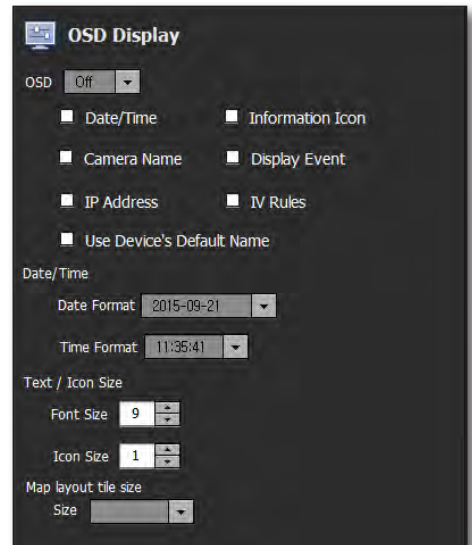 OSD Display
OSD Off
Date/Time Information Icon
Camera Name Display Event
IP Address IV Rules
Use Device's Default Name
Date/Time
Date Format 2015-09-21
Time Format 11:35:41
Text / Icon Size
Font Size 9
Icon Size 1
Map layout tile size
Size